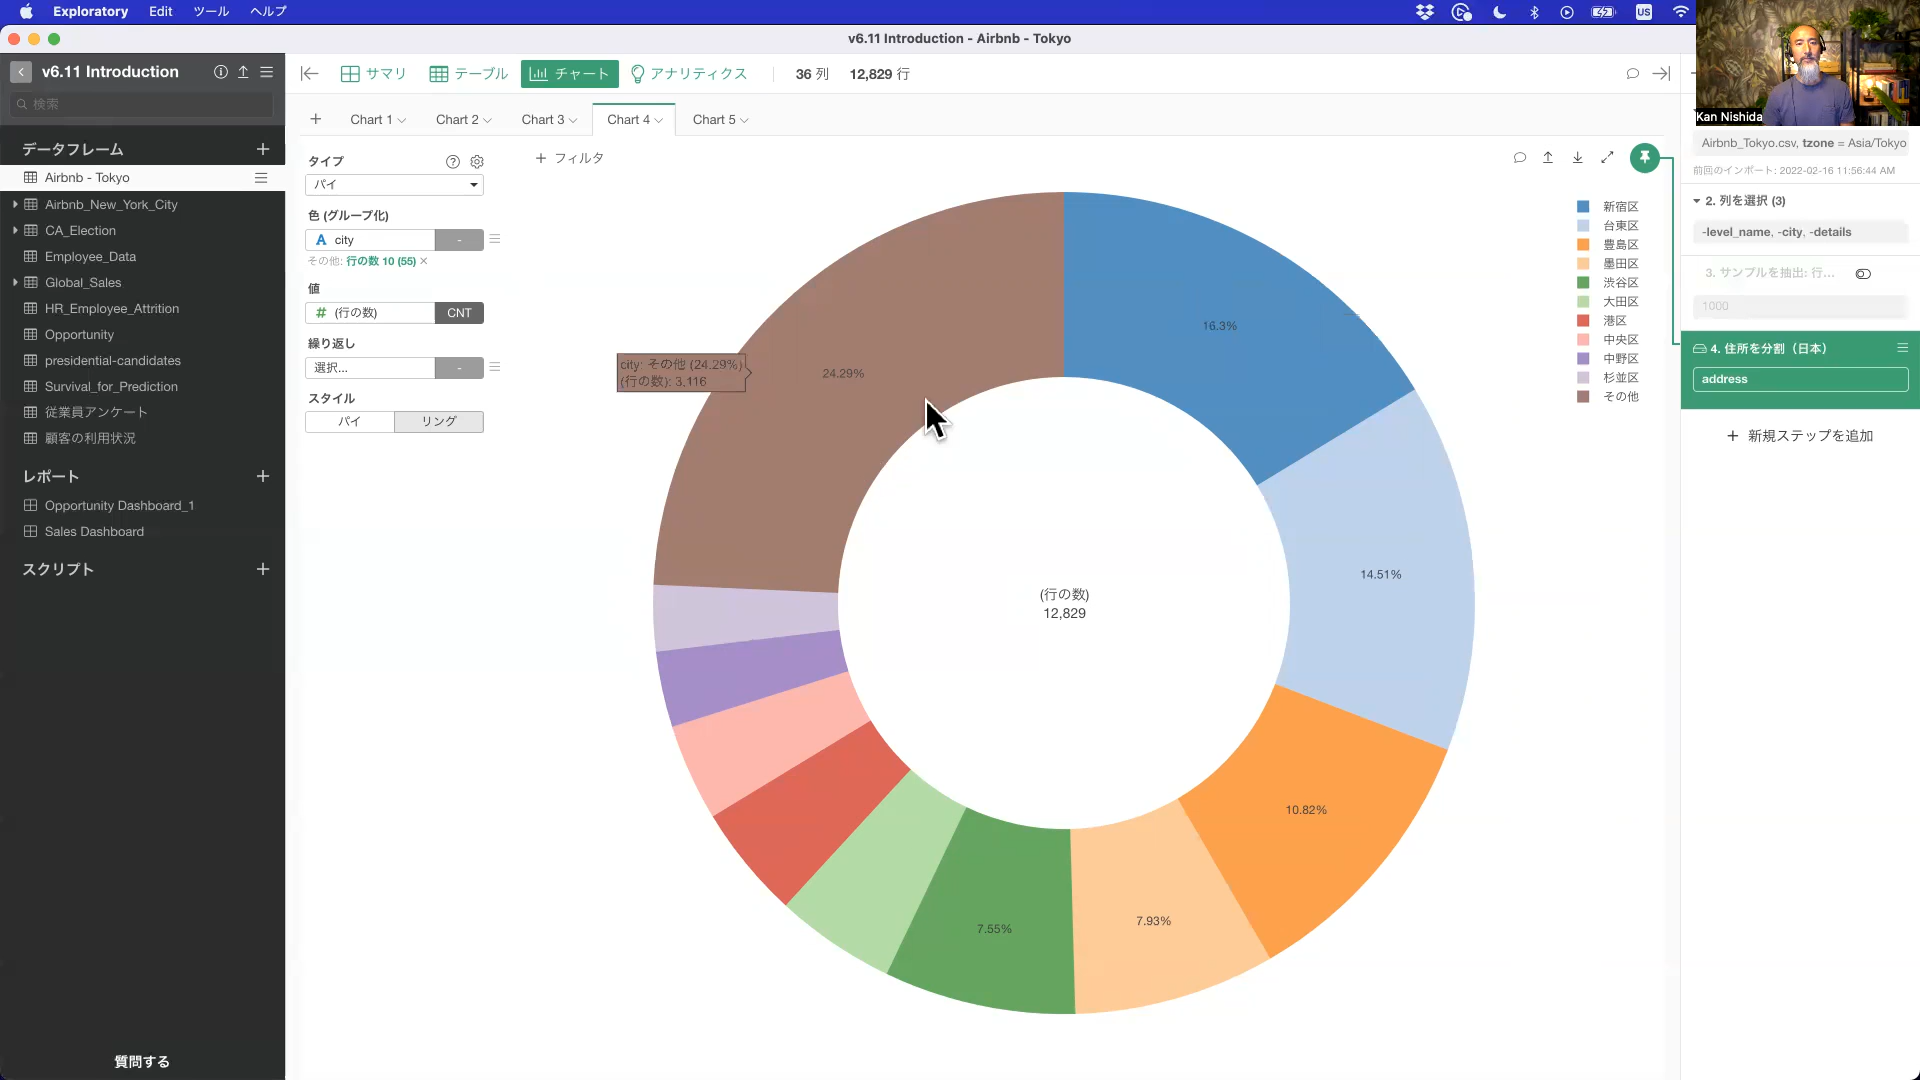 Exploratory Edit ツール ヘルプ US
v6.11 Introduction - Airbnb - Tokyo
v6.11 Introduction
検索
データフレーム
Airbnb - Tokyo
Airbnb_New_York_City
CA_Election
Employee_Data
Global_Sales
HR_Employee_Attrition
Opportunity
presidential-candidates
Survival_for_Prediction
従業員アンケート
顧客の利用状況
レポート
Opportunity Dashboard_1
Sales Dashboard
スクリプト
質問する
サマリ テーブル チャート アナリティクス 36 列 12,829 行
Chart 1 Chart 2 Chart 3 Chart 4 Chart 5
タイプ
パイ
色 (グループ化)
A city -
その他: 行の数 10 (55) ×
値
# (行の数) CNT
繰り返し
選択... -
スタイル
パイ リング
+ フィルタ
city: その他 (24.29%)
(行の数): 3,116
24.29%
16.3%
14.51%
10.82%
7.93%
7.55%
(行の数)
12,829
新宿区
台東区
豊島区
墨田区
渋谷区
大田区
港区
中央区
中野区
杉並区
その他
Kan Nishida
Airbnb_Tokyo.csv, tzone = Asia/Tokyo
前回のインポート: 2022-02-16 11:56:44 AM
2. 列を選択 (3)
-level_name, -city, -details
3. サンプルを抽出: 行...
1000
4. 住所を分割（日本）
address
+ 新規ステップを追加